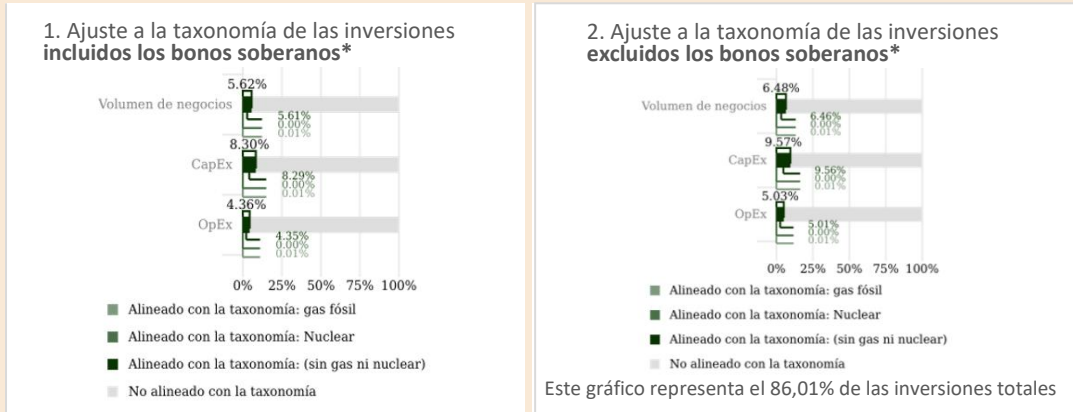 1. Ajuste a la taxonomía de las inversiones
incluidos los bonos soberanos*
5.62%
Volumen de negocios
5.61%
0.00%
0.01%
8.30%
CapEx
8.29%
0.00%
0.01%
4.36%
OpEx
4.35%
0.00%
0.01%
0% 25% 50% 75% 100%
Alineado con la taxonomía: gas fósil
Alineado con la taxonomía: Nuclear
Alineado con la taxonomía: (sin gas ni nuclear)
No alineado con la taxonomía
2. Ajuste a la taxonomía de las inversiones
excluidos los bonos soberanos*
6.48%
Volumen de negocios
6.46%
0.00%
0.01%
9.57%
CapEx
9.56%
0.00%
0.01%
5.03%
OpEx
5.01%
0.00%
0.01%
0% 25% 50% 75% 100%
Alineado con la taxonomía: gas fósil
Alineado con la taxonomía: Nuclear
Alineado con la taxonomía: (sin gas ni nuclear)
No alineado con la taxonomía
Este gráfico representa el 86,01% de las inversiones totales